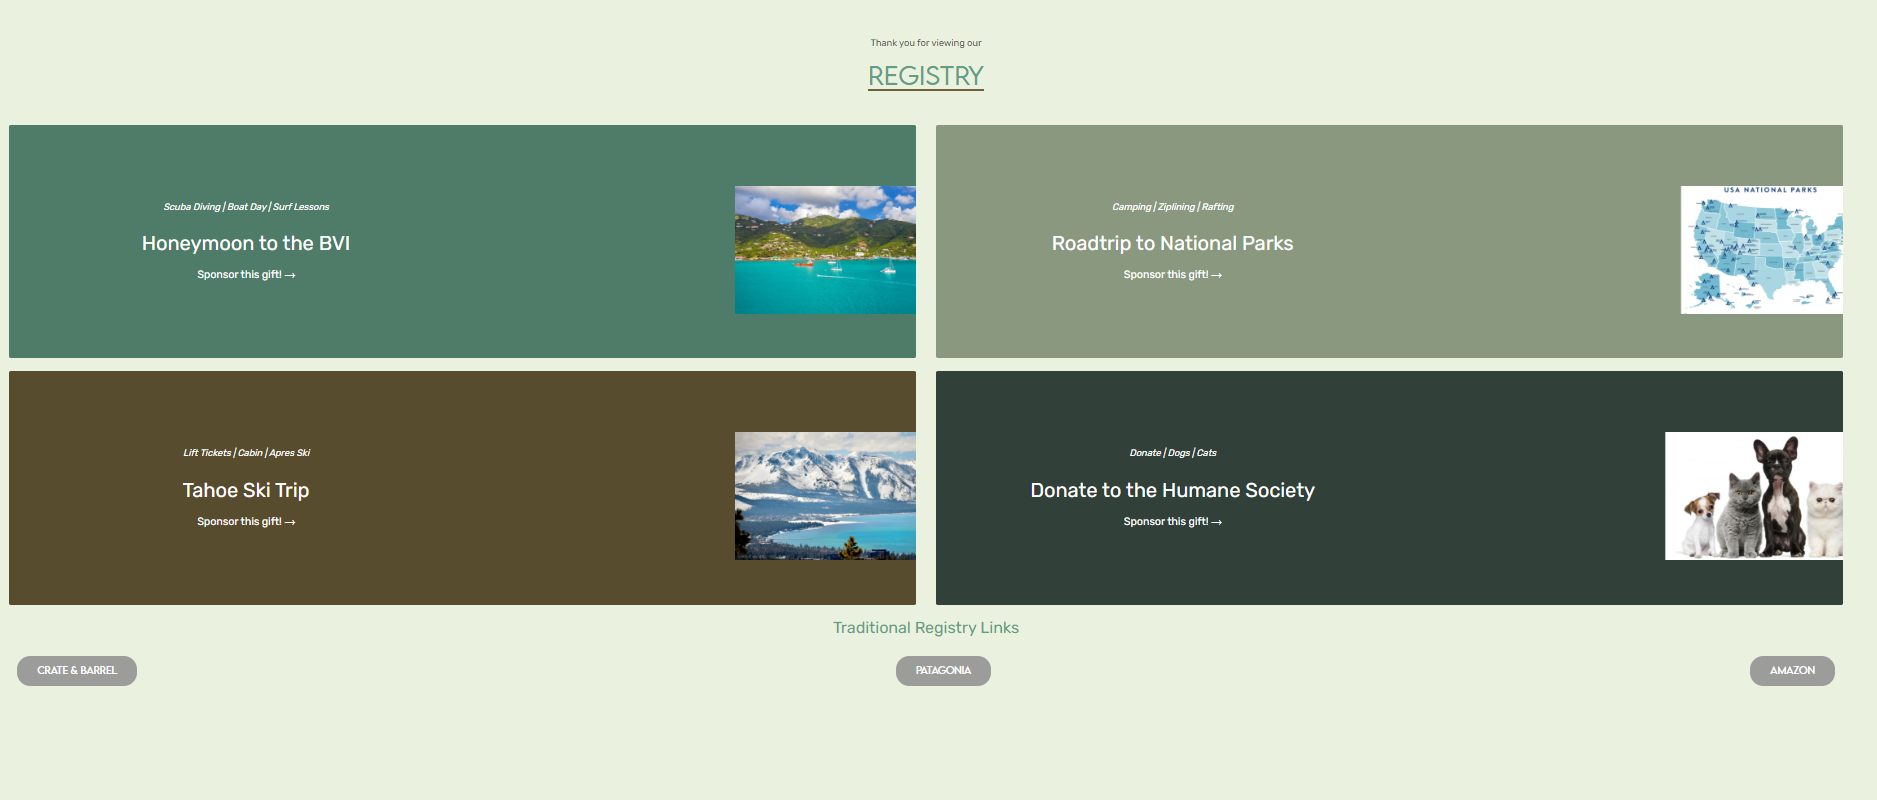 Thank you for viewing our
REGISTRY
Scuba Diving | Boat Day | Surf Lessons
Honeymoon to the BVI
Sponsor this gift! →
Camping | Ziplining | Rafting
Roadtrip to National Parks
Sponsor this gift! →
USA NATIONAL PARKS
Lift Tickets | Cabin | Apres Ski
Tahoe Ski Trip
Sponsor this gift! →
Donate | Dogs | Cats
Donate to the Humane Society
Sponsor this gift! →
Traditional Registry Links
CRATE & BARREL
PATAGONIA
AMAZON